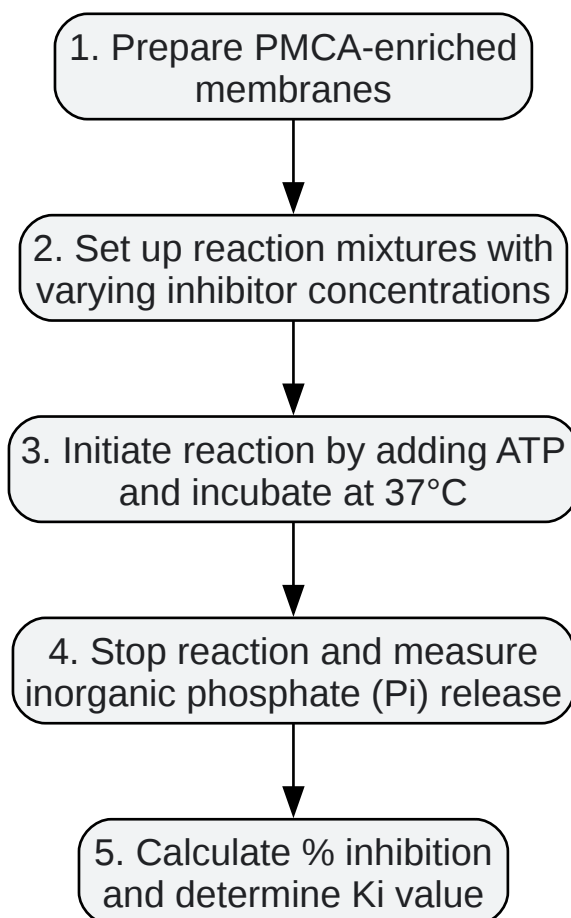 1. Prepare PMCA-enriched
membranes
2. Set up reaction mixtures with
varying inhibitor concentrations
3. Initiate reaction by adding ATP
and incubate at 37°C
4. Stop reaction and measure
inorganic phosphate (Pi) release
5. Calculate % inhibition
and determine Ki value